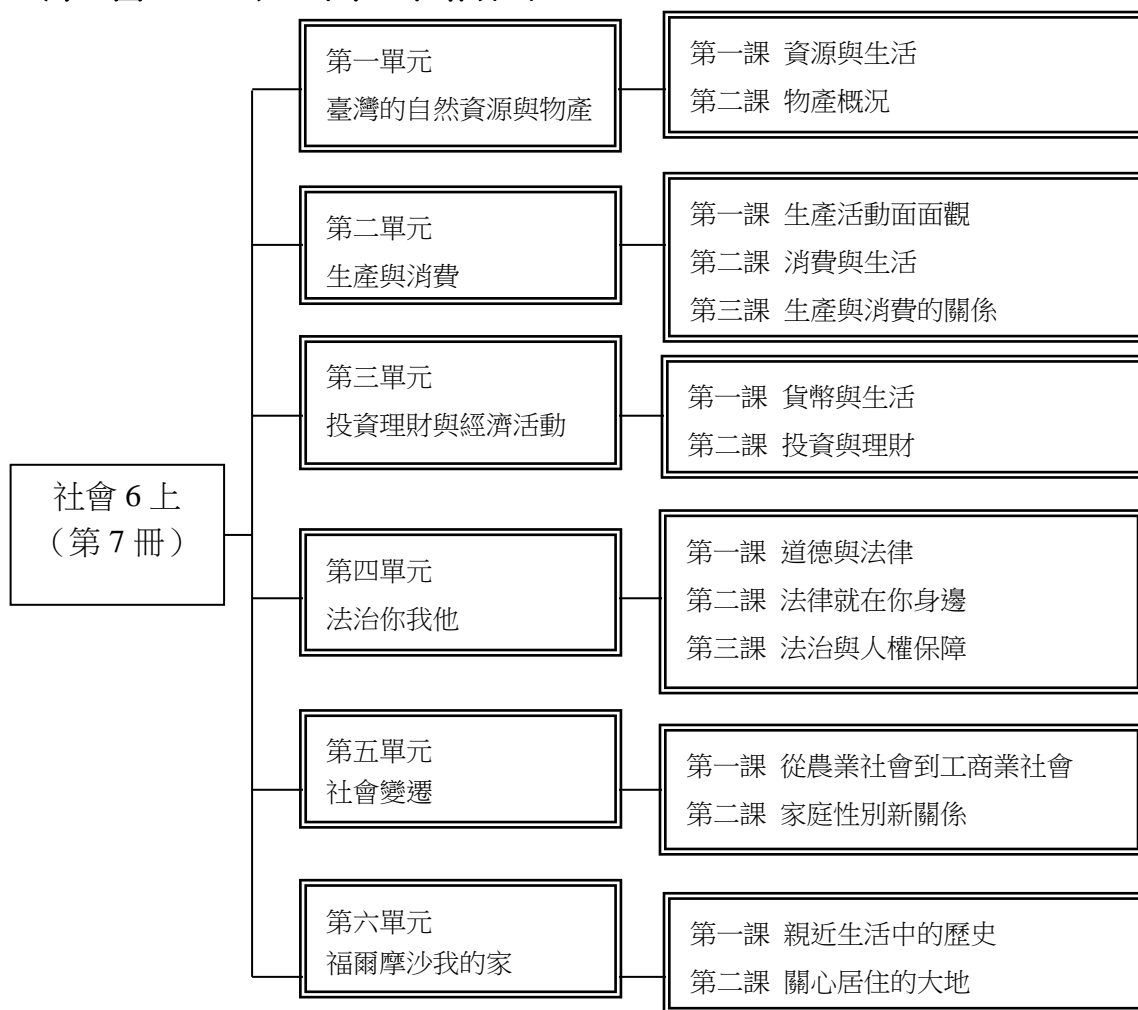 社會 6 上
（第 7 冊）
第一單元
臺灣的自然資源與物產
第一課 資源與生活
第二課 物產概況
第二單元
生產與消費
第一課 生產活動面面觀
第二課 消費與生活
第三課 生產與消費的關係
第三單元
投資理財與經濟活動
第一課 貨幣與生活
第二課 投資與理財
第四單元
法治你我他
第一課 道德與法律
第二課 法律就在你身邊
第三課 法治與人權保障
第五單元
社會變遷
第一課 從農業社會到工商業社會
第二課 家庭性別新關係
第六單元
福爾摩沙我的家
第一課 親近生活中的歷史
第二課 關心居住的大地